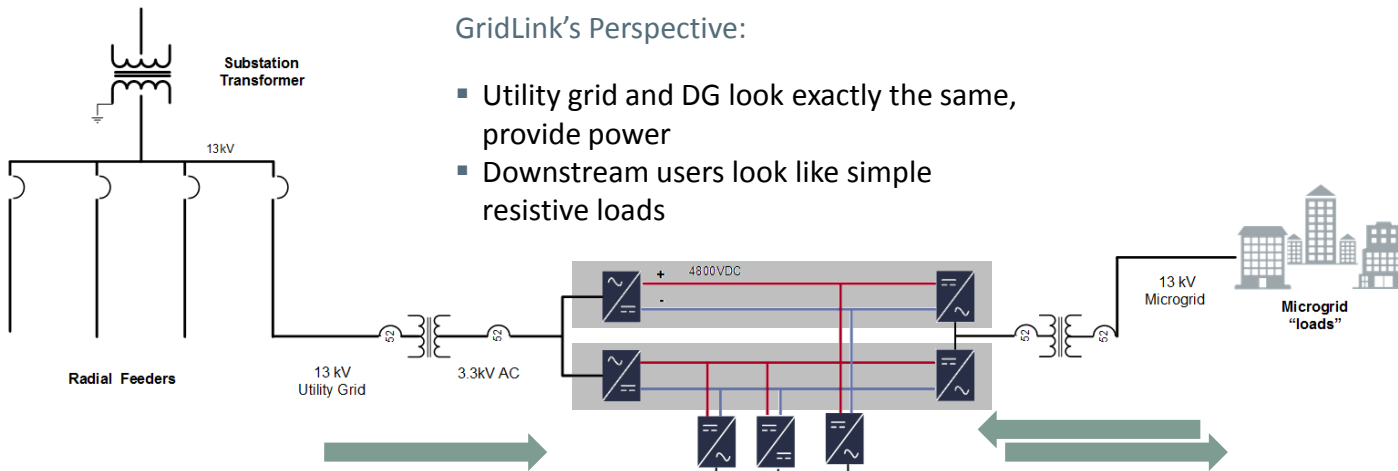 GridLink's Perspective:
Substation
Transformer
▪ Utility grid and DG look exactly the same,
provide power
▪ Downstream users look like simple
resistive loads
13kV
+ 4800VDC
-
13 kV
Microgrid
Microgrid
"loads"
52
52
52
52
Radial Feeders
13 kV
Utility Grid
3.3kV AC